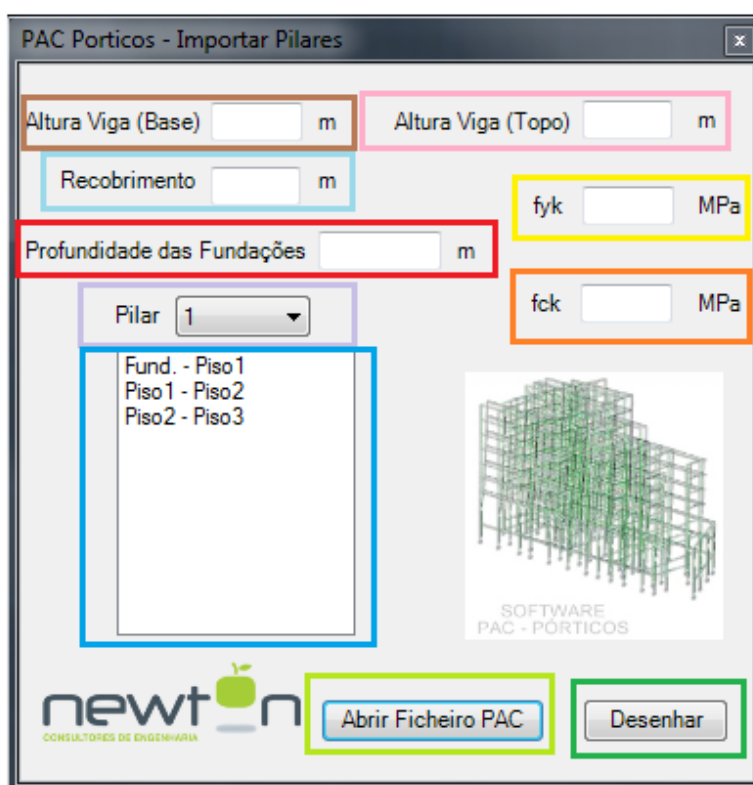 PAC Porticos - Importar Pilares
x
Altura Viga (Base) m
Altura Viga (Topo) m
Recobrimento m
fyk MPa
Profundidade das Fundações m
Pilar 1
fck MPa
Fund. - Piso1
Piso1 - Piso2
Piso2 - Piso3
SOFTWARE
PAC - PÓRTICOS
newton
CONSULTORES DE ENGENHARIA
Abrir Ficheiro PAC
Desenhar